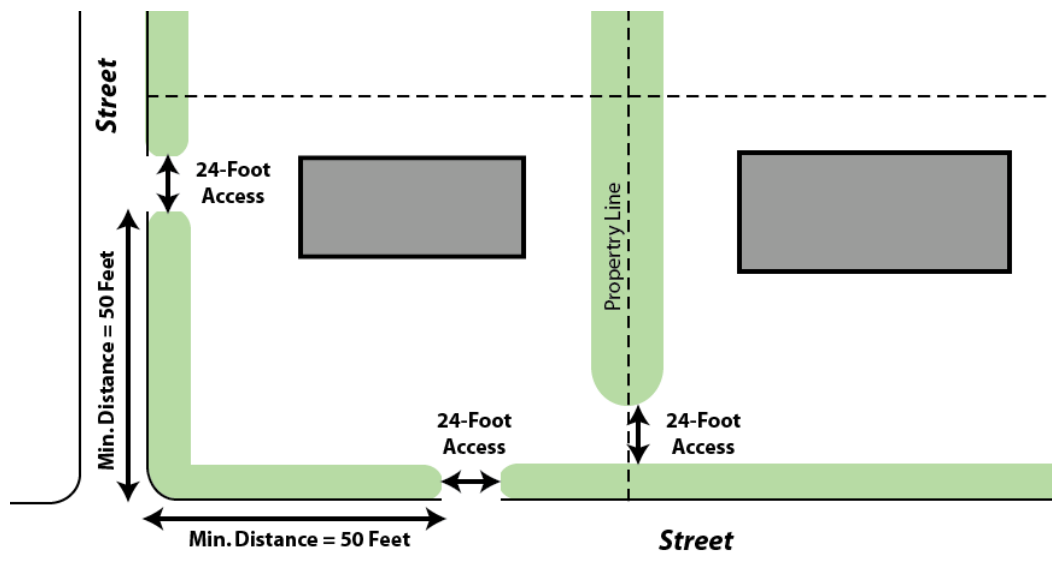 Street
24-Foot
Access
Propertry Line
Min. Distance = 50 Feet
24-Foot
Access
24-Foot
Access
Min. Distance = 50 Feet
Street